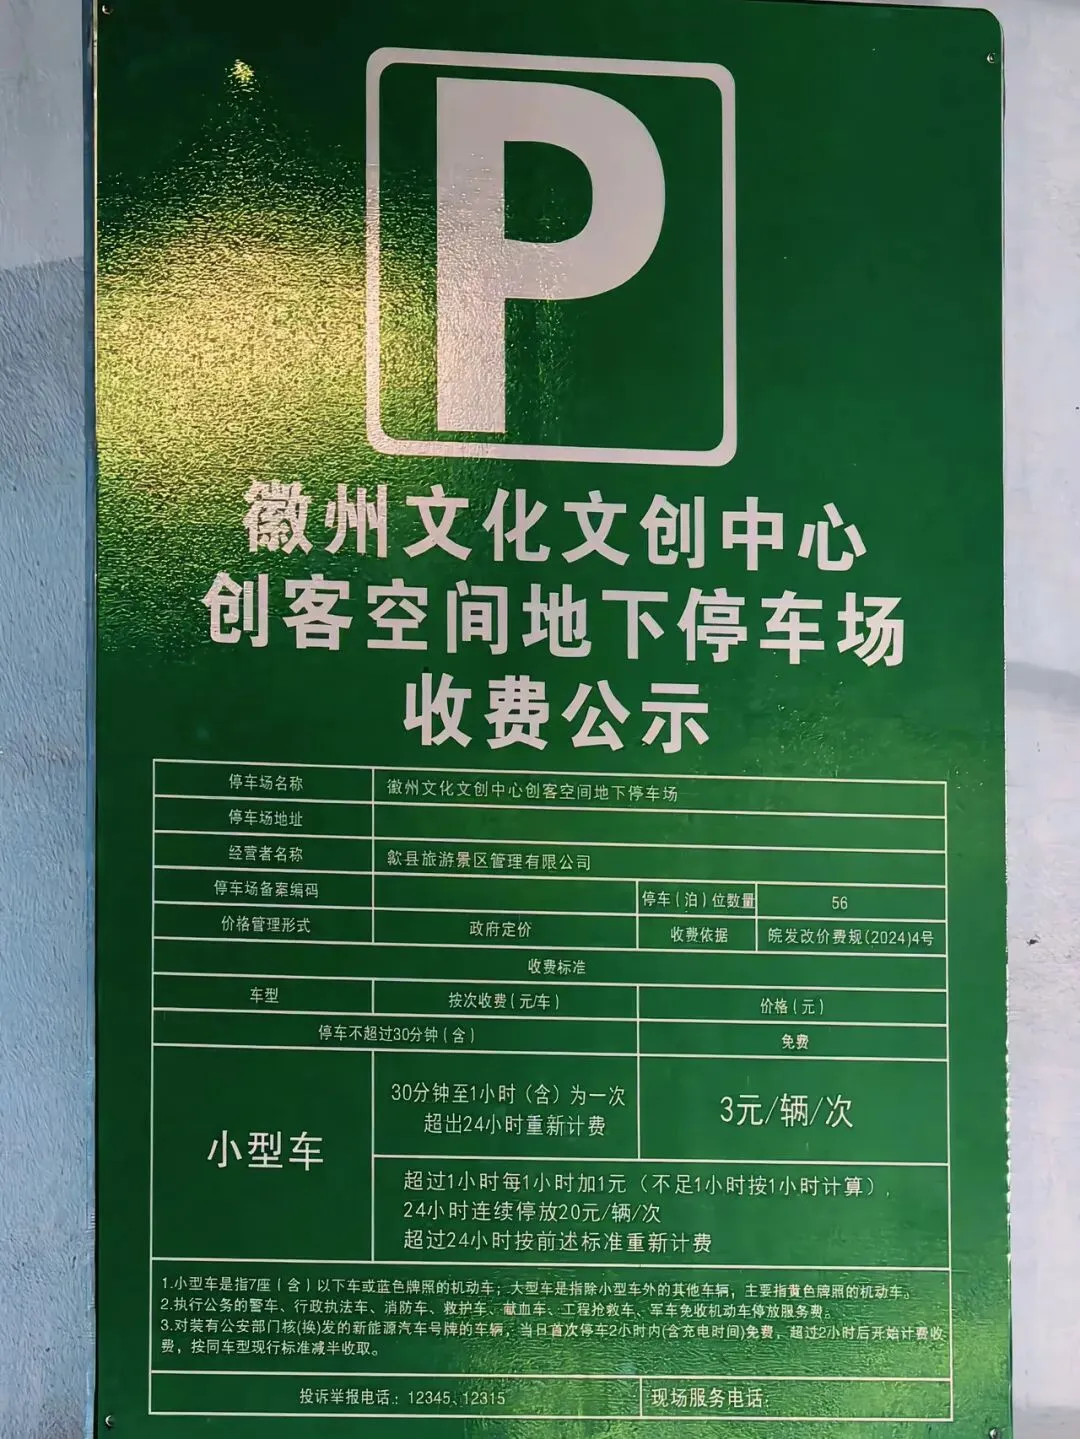 P
徽州文化文创中心
创客空间地下停车场
收费公示
停车场名称 徽州文化文创中心创客空间地下停车场
停车场地址
经营者名称 歙县旅游景区管理有限公司
停车场备案编码 停车(泊)位数量 56
价格管理形式 政府定价 收费依据 皖发改价费规(2024)4号
收费标准
车型 按次收费(元/车) 价格(元)
停车不超过30分钟(含) 免费
小型车
30分钟至1小时(含)为一次
超出24小时重新计费
3元/辆/次
超过1小时每1小时加1元(不足1小时按1小时计算),
24小时连续停放20元/辆/次
超过24小时按前述标准重新计费
1.小型车是指7座(含)以下车或蓝色牌照的机动车;大型车是指除小型车外的其他车辆,主要指黄色牌照的机动车。
2.执行公务的警车、行政执法车、消防车、救护车、献血车、工程抢救车、军车免收机动车停放服务费。
3.对装有公安部门核(换)发的新能源汽车号牌的车辆,当日首次停车2小时内(含充电时间)免费,超过2小时后开始计费收
费,按同车型现行标准减半收取。
投诉举报电话:12345、12315 现场服务电话: